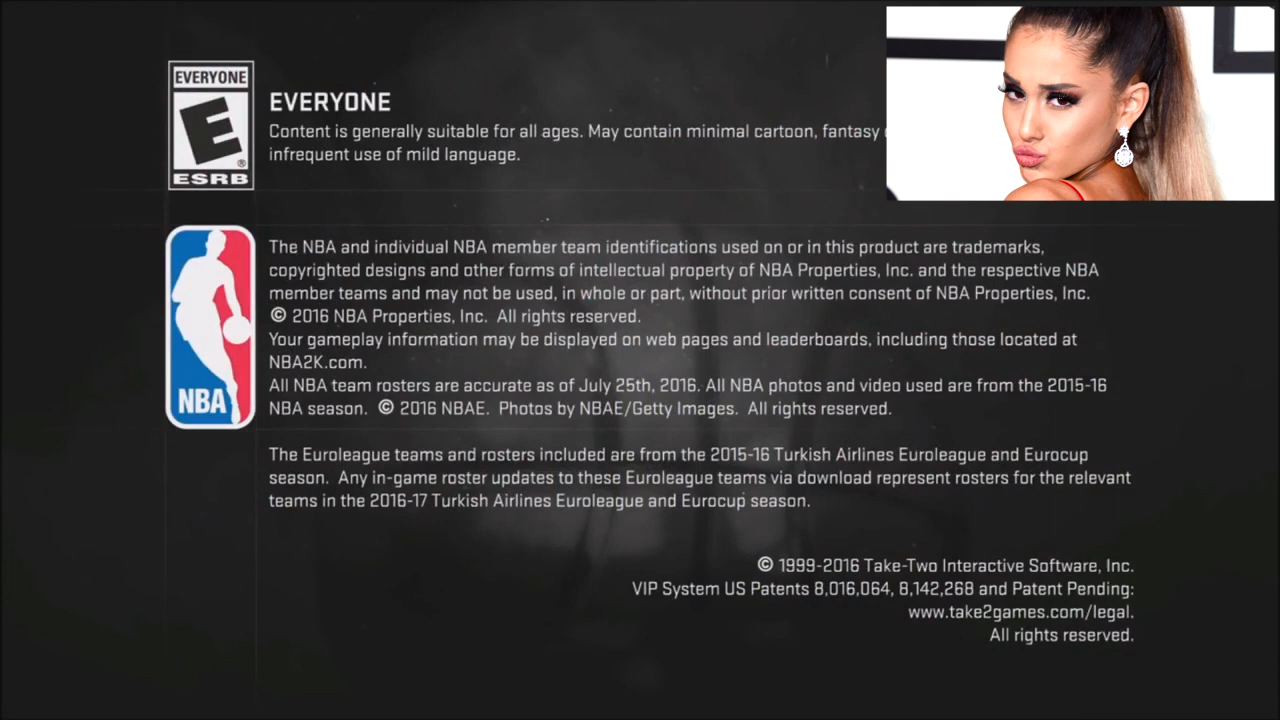 EVERYONE
E
ESRB
EVERYONE
Content is generally suitable for all ages. May contain minimal cartoon, fantasy
infrequent use of mild language.
NBA
The NBA and individual NBA member team identifications used on or in this product are trademarks,
copyrighted designs and other forms of intellectual property of NBA Properties, Inc. and the respective NBA
member teams and may not be used, in whole or part, without prior written consent of NBA Properties, Inc.
© 2016 NBA Properties, Inc. All rights reserved.
Your gameplay information may be displayed on web pages and leaderboards, including those located at
NBA2K.com.
All NBA team rosters are accurate as of July 25th, 2016. All NBA photos and video used are from the 2015-16
NBA season. © 2016 NBAE. Photos by NBAE/Getty Images. All rights reserved.
The Euroleague teams and rosters included are from the 2015-16 Turkish Airlines Euroleague and Eurocup
season. Any in-game roster updates to these Euroleague teams via download represent rosters for the relevant
teams in the 2016-17 Turkish Airlines Euroleague and Eurocup season.
© 1999-2016 Take-Two Interactive Software, Inc.
VIP System US Patents 8,016,064, 8,142,268 and Patent Pending:
www.take2games.com/legal.
All rights reserved.